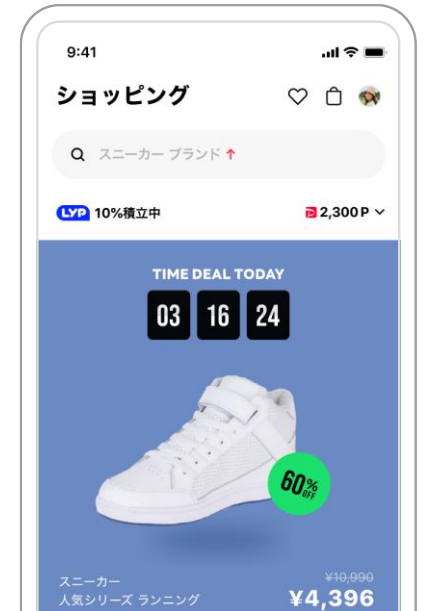 9:41
ショッピング
スニーカー ブランド ↑
LYP 10%積立中
P 2,300 P
TIME DEAL TODAY
03 16 24
60% OFF
スニーカー
¥10,990
人気シリーズ ランニング
¥4,396